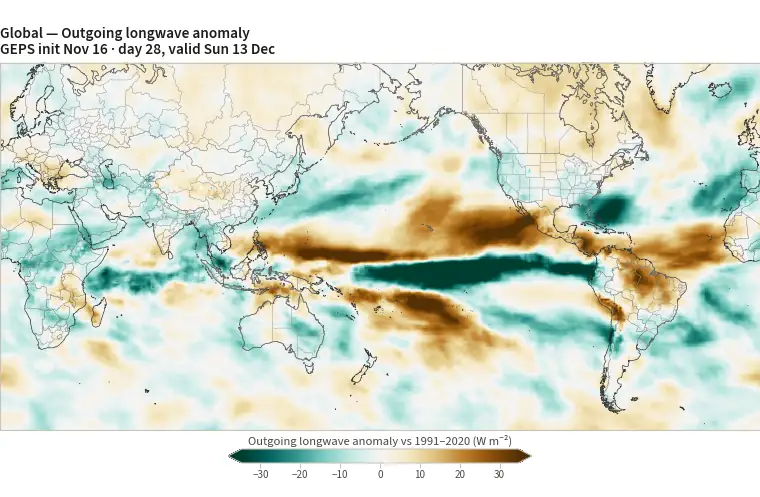 Global — Outgoing longwave anomaly
GEPS init Nov 16 · day 28, valid Sun 13 Dec
Outgoing longwave anomaly vs 1991–2020 (W m⁻²)
−30 −20 −10 0 10 20 30